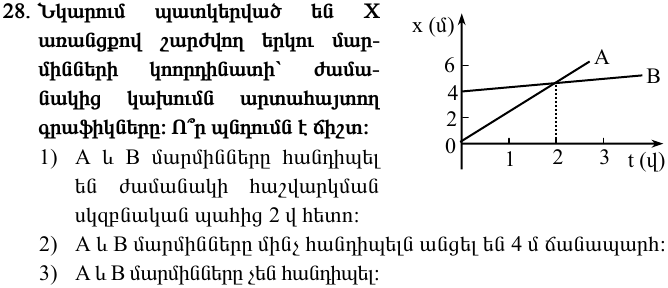 28. Նկարում պատկերված են X
առանցքով շարժվող երկու մար-
մինների կոորդինատի՝ ժամա-
նակից կախումն արտահայտող
գրաֆիկները: Ո՞ր պնդումն է ճիշտ:
1) A և B մարմինները հանդիպել
են ժամանակի հաշվարկման
սկզբնական պահից 2 վ հետո:
2) A և B մարմինները մինչ հանդիպելն անցել են 4 մ ճանապարհ:
3) A և B մարմինները չեն հանդիպել:
x (մ)
A
6
B
4
2
0
1 2 3 t (վ)